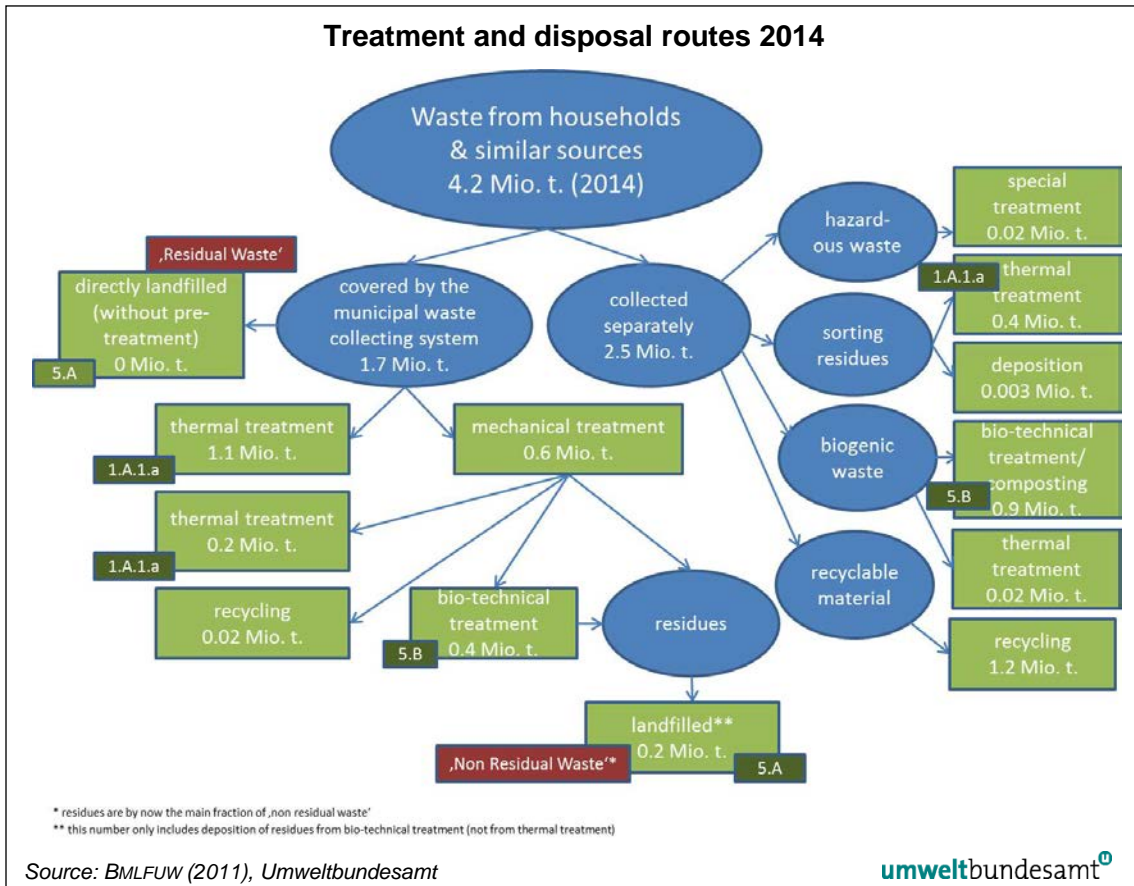 Treatment and disposal routes 2014
Waste from households
& similar sources
4.2 Mio. t. (2014)
hazard-
ous waste
special
treatment
0.02 Mio. t.
‚Residual Waste‘
directly landfilled
(without pre-
treatment)
0 Mio. t.
5.A
covered by the
municipal waste
collecting system
1.7 Mio. t.
collected
separately
2.5 Mio. t.
sorting
residues
1.A.1.a
thermal
treatment
0.4 Mio. t.
deposition
0.003 Mio. t.
thermal treatment
1.1 Mio. t.
1.A.1.a
mechanical treatment
0.6 Mio. t.
biogenic
waste
bio-technical
treatment/
composting
0.9 Mio. t.
5.B
thermal treatment
0.2 Mio. t.
1.A.1.a
thermal
treatment
0.02 Mio. t.
recycling
0.02 Mio. t.
bio-technical
treatment
0.4 Mio. t.
5.B
residues
recyclable
material
recycling
1.2 Mio. t.
landfilled**
0.2 Mio. t.
‚Non Residual Waste‘*
5.A
* residues are by now the main fraction of ‚non residual waste‘
** this number only includes deposition of residues from bio-technical treatment (not from thermal treatment)
Source: BMLFUW (2011), Umweltbundesamt
umweltbundesamt
u